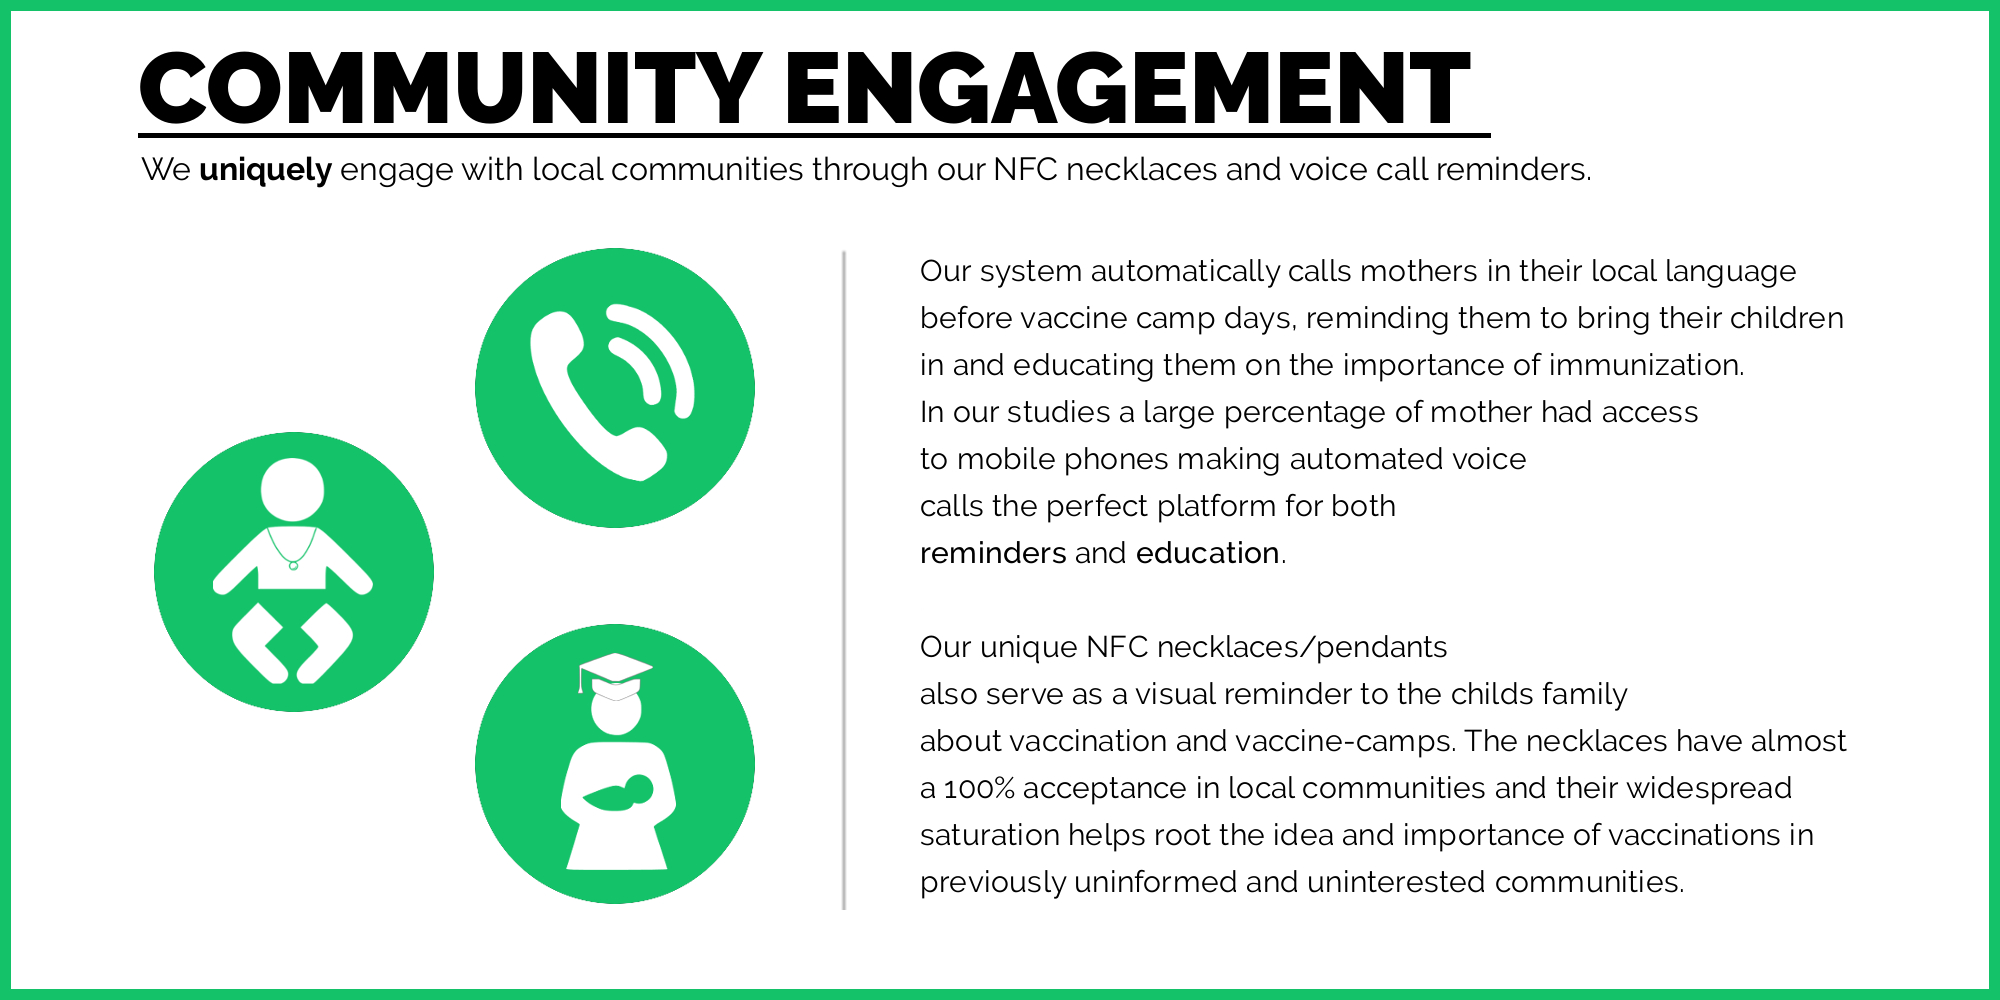 COMMUNITY ENGAGEMENT
We uniquely engage with local communities through our NFC necklaces and voice call reminders.
Our system automatically calls mothers in their local language
before vaccine camp days, reminding them to bring their children
in and educating them on the importance of immunization.
In our studies a large percentage of mother had access
to mobile phones making automated voice
calls the perfect platform for both
reminders and education.
Our unique NFC necklaces/pendants
also serve as a visual reminder to the childs family
about vaccination and vaccine-camps. The necklaces have almost
a 100% acceptance in local communities and their widespread
saturation helps root the idea and importance of vaccinations in
previously uninformed and uninterested communities.